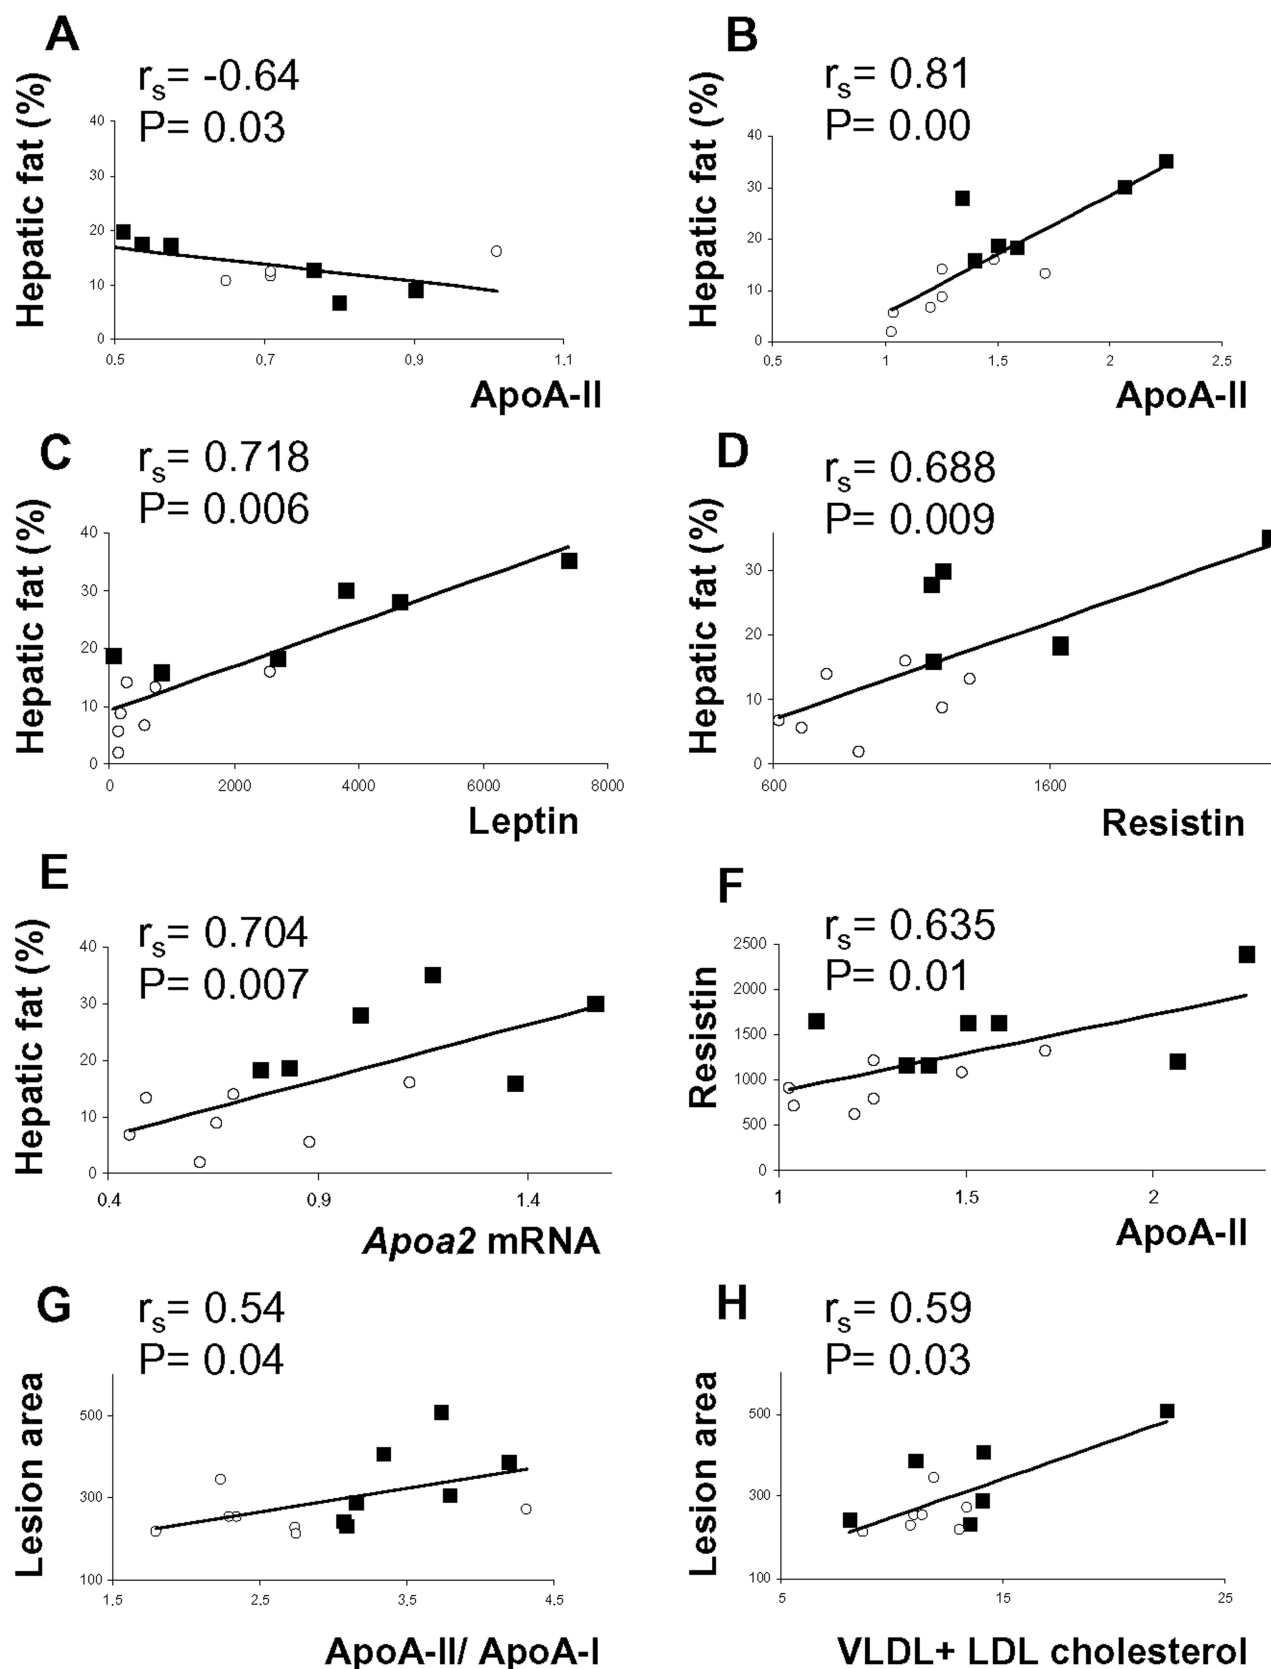 A
rs= -0.64
P= 0.03
Hepatic fat (%)
40
30
20
10
0
0.5 0.7 0.9 1.1
ApoA-II
B
rs= 0.81
P= 0.00
Hepatic fat (%)
40
30
20
10
0
0.5 1 1.5 2 2.5
ApoA-II
C
rs= 0.718
P= 0.006
Hepatic fat (%)
40
30
20
10
0
0 2000 4000 6000 8000
Leptin
D
rs= 0.688
P= 0.009
Hepatic fat (%)
30
20
10
0
600 1600
Resistin
E
rs= 0.704
P= 0.007
Hepatic fat (%)
40
30
20
10
0
0.4 0.9 1.4
Apoa2 mRNA
F
rs= 0.635
P= 0.01
Resistin
2500
2000
1500
1000
500
0
1 1.5 2
ApoA-II
G
rs= 0.54
P= 0.04
Lesion area
500
300
100
1.5 2.5 3.5 4.5
ApoA-II/ ApoA-I
H
rs= 0.59
P= 0.03
Lesion area
500
300
100
5 15 25
VLDL+ LDL cholesterol